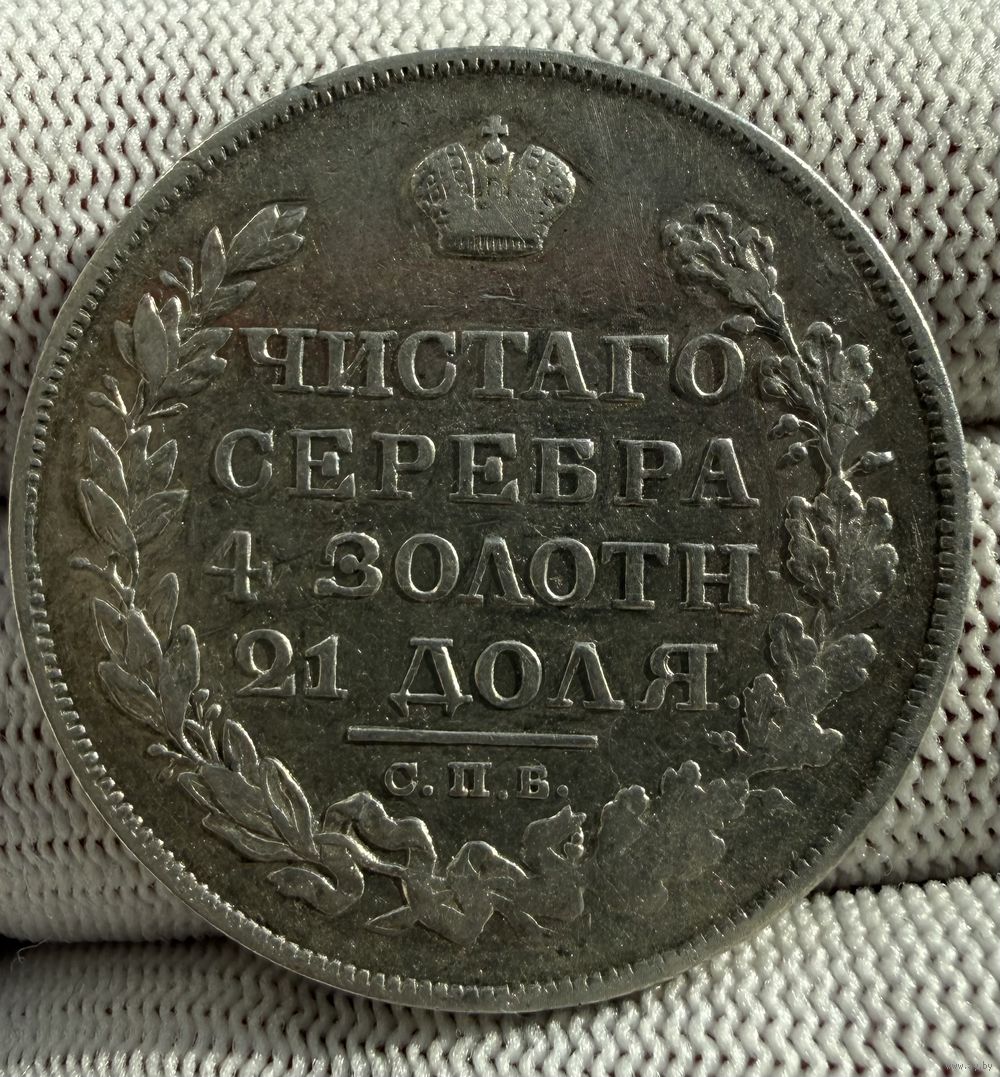 ЧИСТАГО
СЕРЕБРА
4 ЗОЛОТН
21 ДОЛЯ.
С.П.Б.